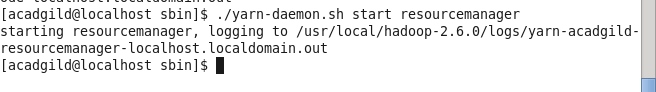 [acadgild@localhost sbin]$ ./yarn-daemon.sh start resourcemanager
starting resourcemanager, logging to /usr/local/hadoop-2.6.0/logs/yarn-acadgild-
resourcemanager-localhost.localdomain.out
[acadgild@localhost sbin]$